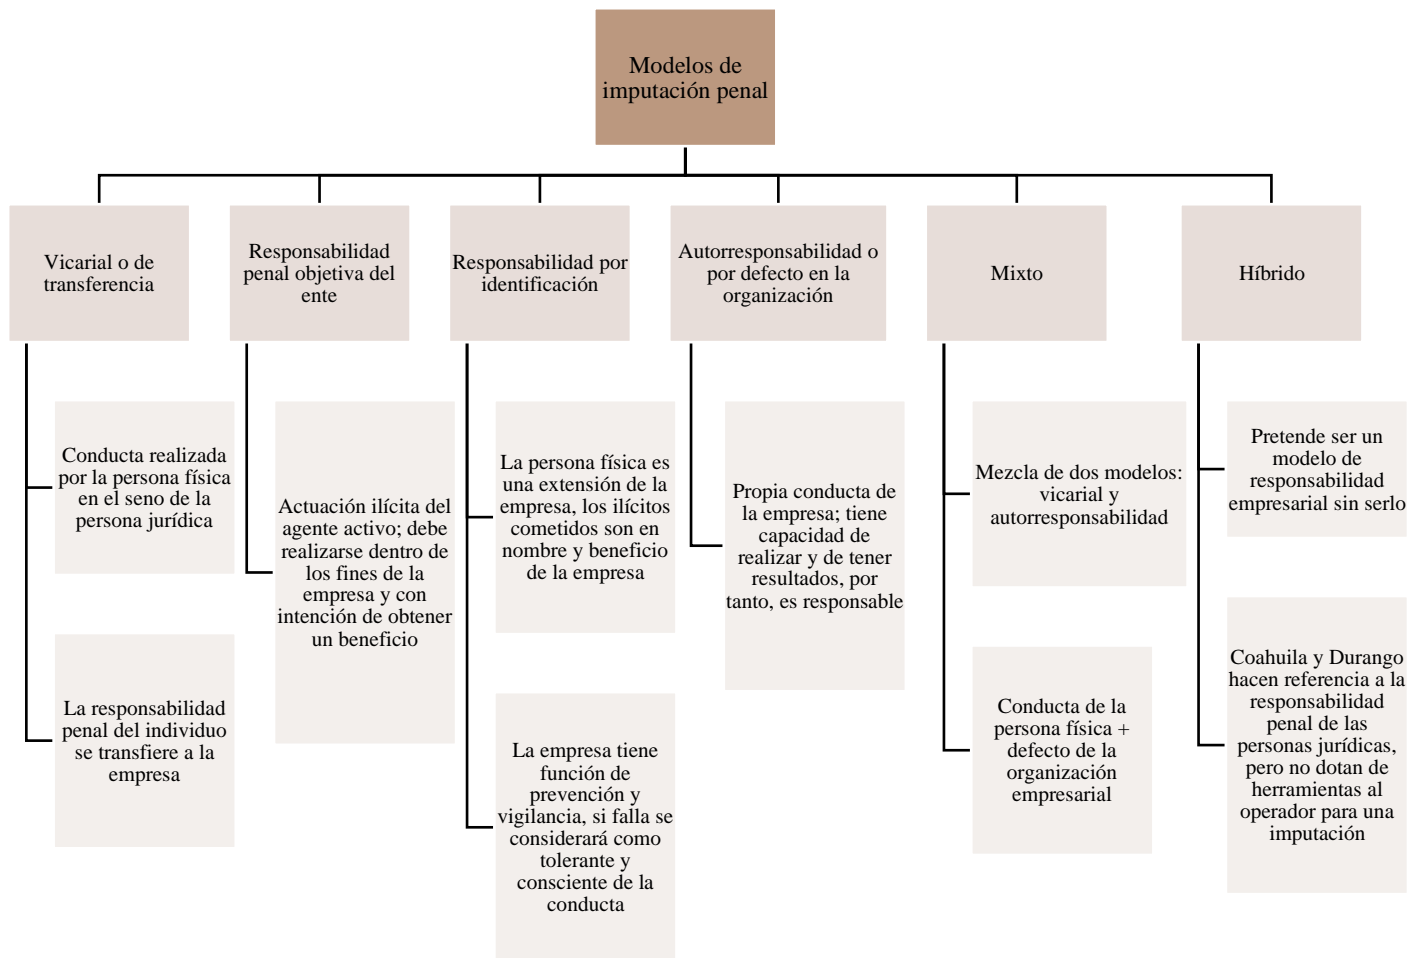 Modelos de
imputación penal
Vicarial o de
transferencia
Responsabilidad
penal objetiva del
ente
Responsabilidad por
identificación
Autorresponsabilidad o
por defecto en la
organización
Mixto
Híbrido
Conducta realizada
por la persona física
en el seno de la
persona jurídica
La responsabilidad
penal del individuo
se transfiere a la
empresa
Actuación ilícita del
agente activo; debe
realizarse dentro de
los fines de la
empresa y con
intención de obtener
un beneficio
La persona física es
una extensión de la
empresa, los ilícitos
cometidos son en
nombre y beneficio
de la empresa
La empresa tiene
función de
prevención y
vigilancia, si falla se
considerará como
tolerante y
consciente de la
conducta
Propia conducta de
la empresa; tiene
capacidad de
realizar y de tener
resultados, por
tanto, es responsable
Mezcla de dos modelos:
vicarial y
autorresponsabilidad
Conducta de la
persona física +
defecto de la
organización
empresarial
Pretende ser un
modelo de
responsabilidad
empresarial sin serlo
Coahuila y Durango
hacen referencia a la
responsabilidad
penal de las
personas jurídicas,
pero no dotan de
herramientas al
operador para una
imputación